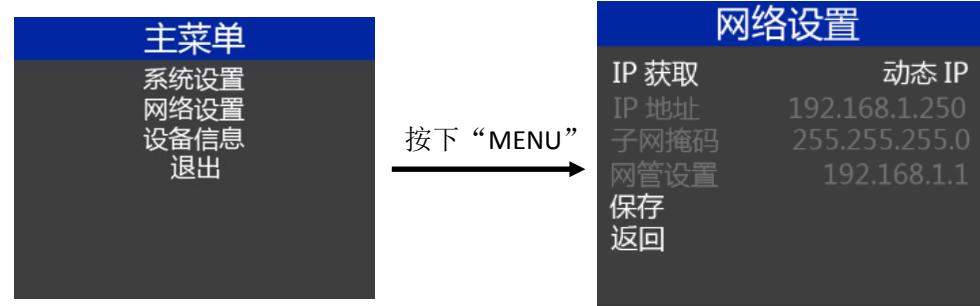 主菜单
系统设置
网络设置
设备信息
退出
按下“MENU”
网络设置
IP 获取 动态 IP
IP 地址 192.168.1.250
子网掩码 255.255.255.0
网管设置 192.168.1.1
保存
返回